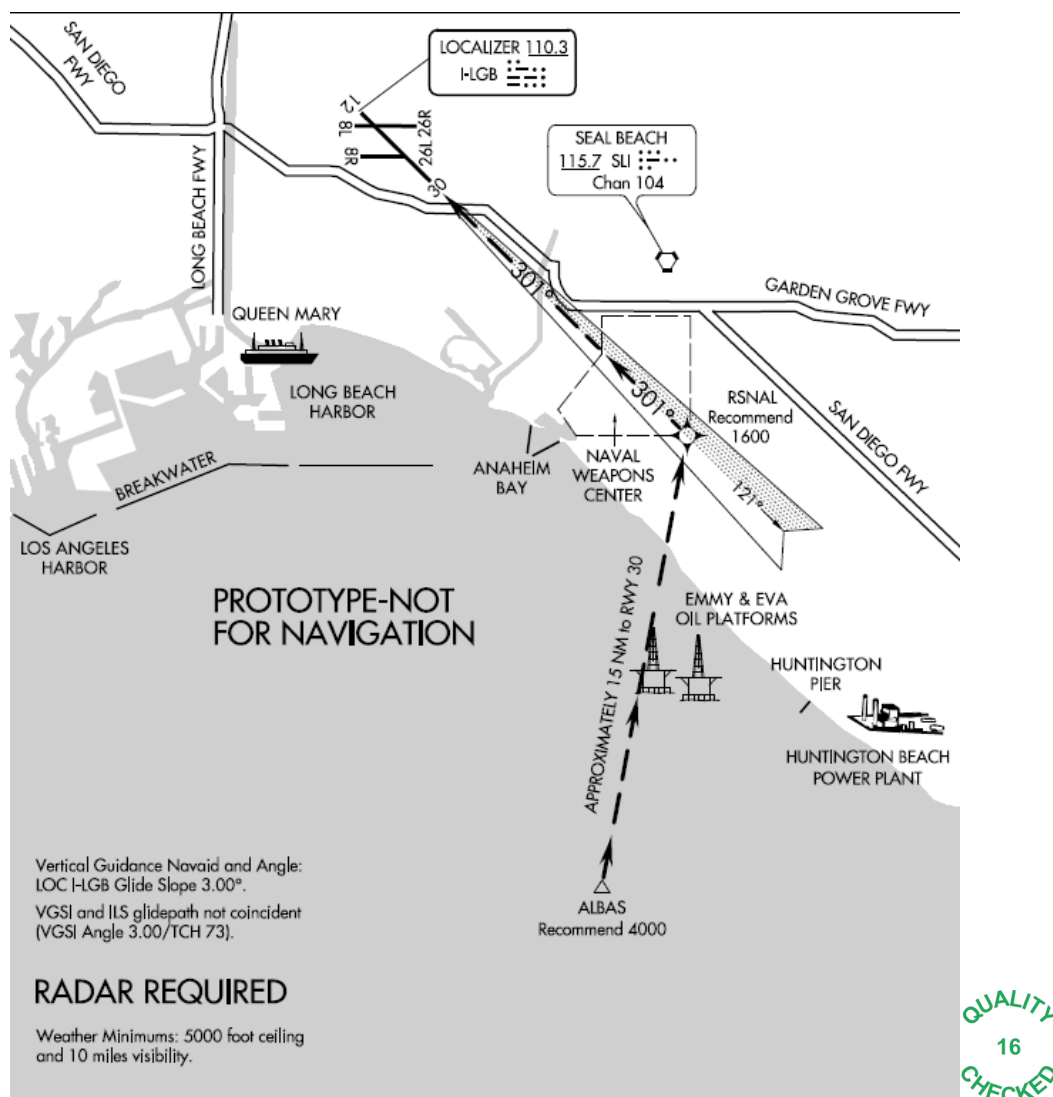 SAN DIEGO
FWY
LOCALIZER 110.3
I-LGB
12
8L
26R
8R
26L
30
SEAL BEACH
115.7 SLI
Chan 104
LONG BEACH FWY
301°
GARDEN GROVE FWY
QUEEN MARY
LONG BEACH
HARBOR
301°
RSNAL
Recommend
1600
SAN DIEGO FWY
BREAKWATER
ANAHEIM
BAY
NAVAL
WEAPONS
CENTER
121°
LOS ANGELES
HARBOR
PROTOTYPE-NOT
FOR NAVIGATION
APPROXIMATELY 15 NM to RWY 30
EMMY & EVA
OIL PLATFORMS
HUNTINGTON
PIER
HUNTINGTON BEACH
POWER PLANT
Vertical Guidance Navaid and Angle:
LOC I-LGB Glide Slope 3.00°.
VGSI and ILS glidepath not coincident
(VGSI Angle 3.00/TCH 73).
ALBAS
Recommend 4000
RADAR REQUIRED
Weather Minimums: 5000 foot ceiling
and 10 miles visibility.
QUALITY
16
CHECKED